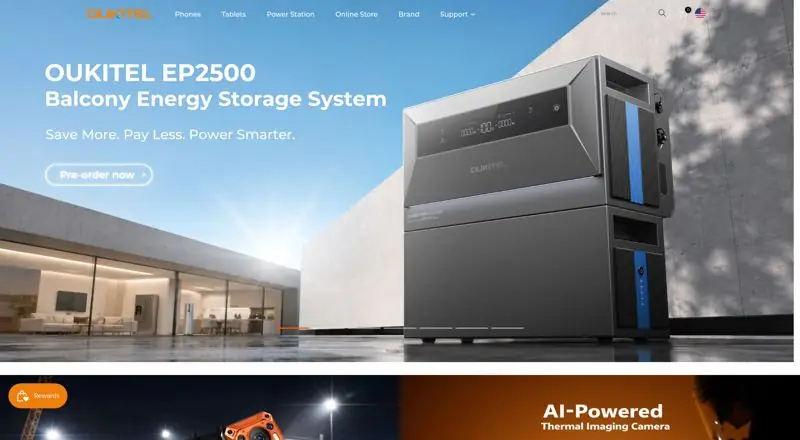 OUKITEL
Phones
Tablets
Power Station
Online Store
Brand
Support
0
OUKITEL EP2500
Balcony Energy Storage System
Save More. Pay Less. Power Smarter.
Pre-order now
OUKITEL
Rewards
AI-Powered
Thermal Imaging Camera